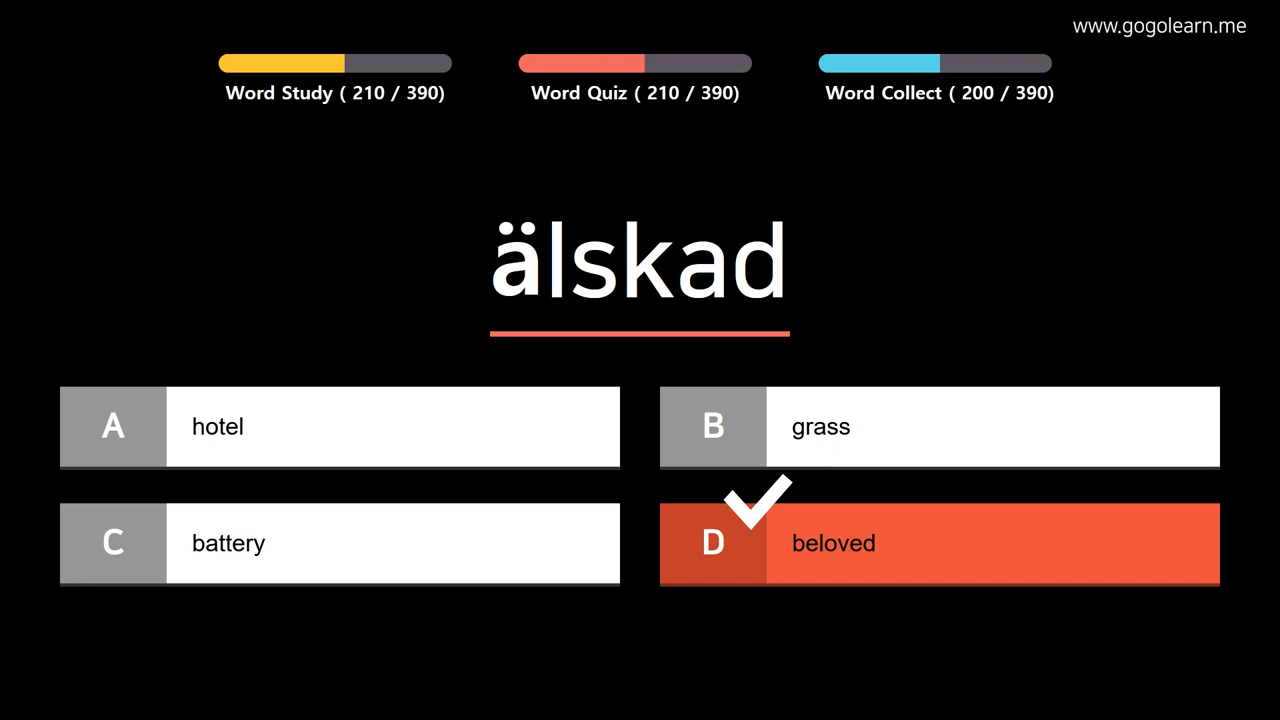 www.gogolearn.me
Word Study ( 210 / 390)
Word Quiz ( 210 / 390)
Word Collect ( 200 / 390)
älskad
A hotel
B grass
C battery
D beloved